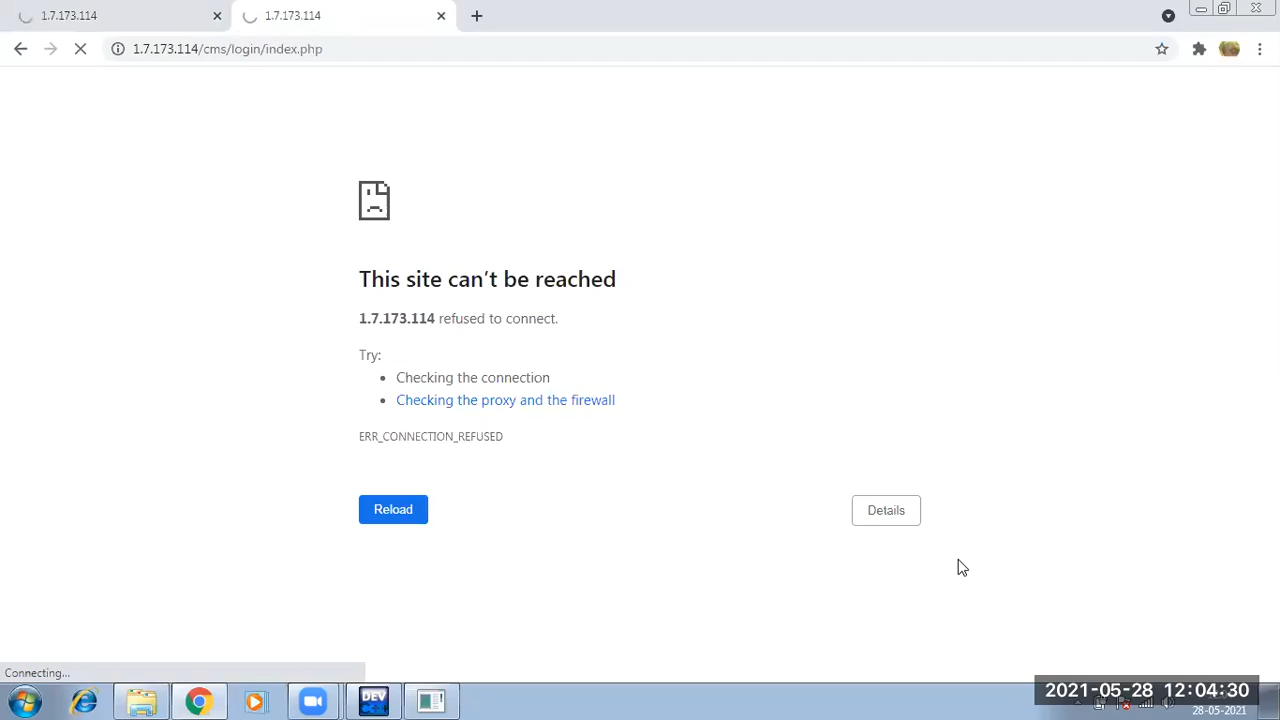 1.7.173.114
1.7.173.114
1.7.173.114/cms/login/index.php
This site can't be reached
1.7.173.114 refused to connect.
Try:
Checking the connection
Checking the proxy and the firewall
ERR_CONNECTION_REFUSED
Reload
Details
Connecting...
DEV
2021-05-28 12:04:30
28-05-2021